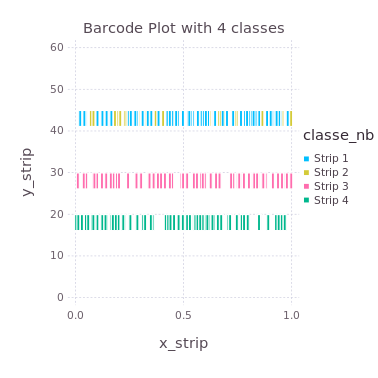 Barcode Plot with 4 classes
60
50
40
30
20
10
0
y_strip
0.0
0.5
1.0
x_strip
classe_nb
Strip 1
Strip 2
Strip 3
Strip 4